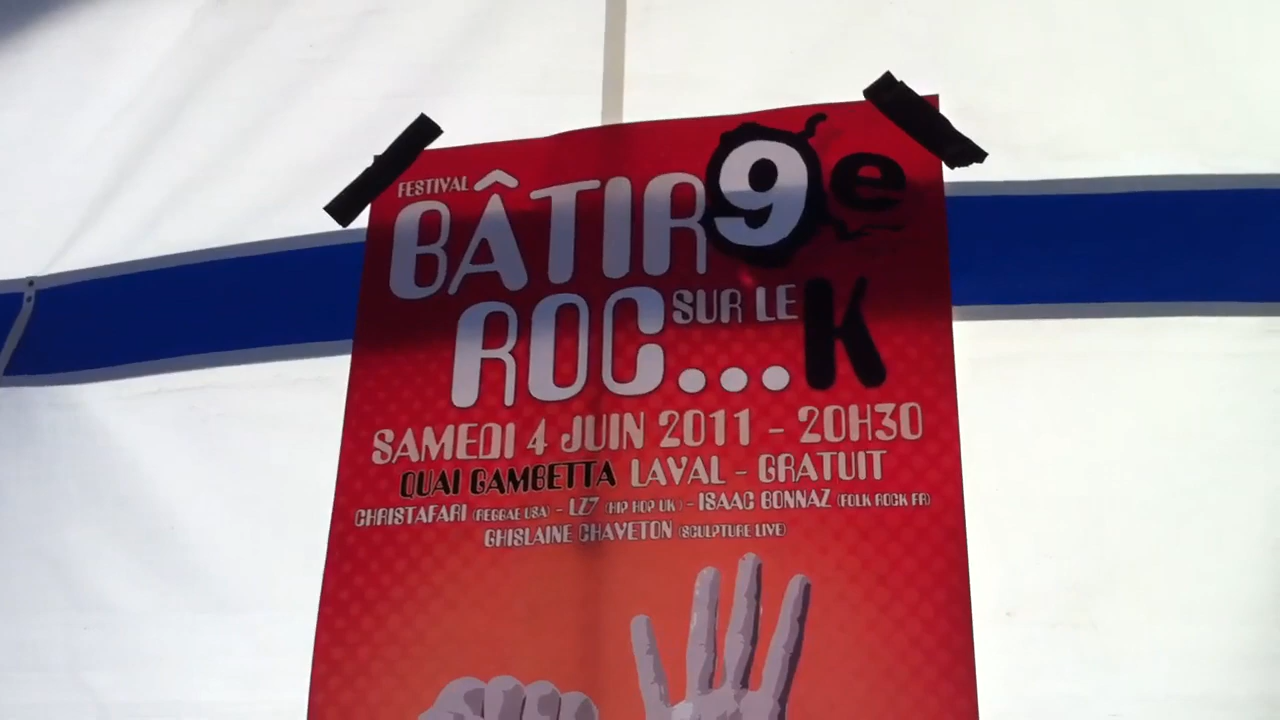 FESTIVAL
BÂTIR 9e
ROC... SUR LE K
SAMEDI 4 JUIN 2011 - 20H30
QUAI GAMBETTA LAVAL - GRATUIT
CHRISTAFARI (REGGAE USA) - LZ7 (HIP HOP UK) - ISAAC BONNAZ (FOLK ROCK FR)
GHISLAINE CHAVETON (SCULPTURE LIVE)